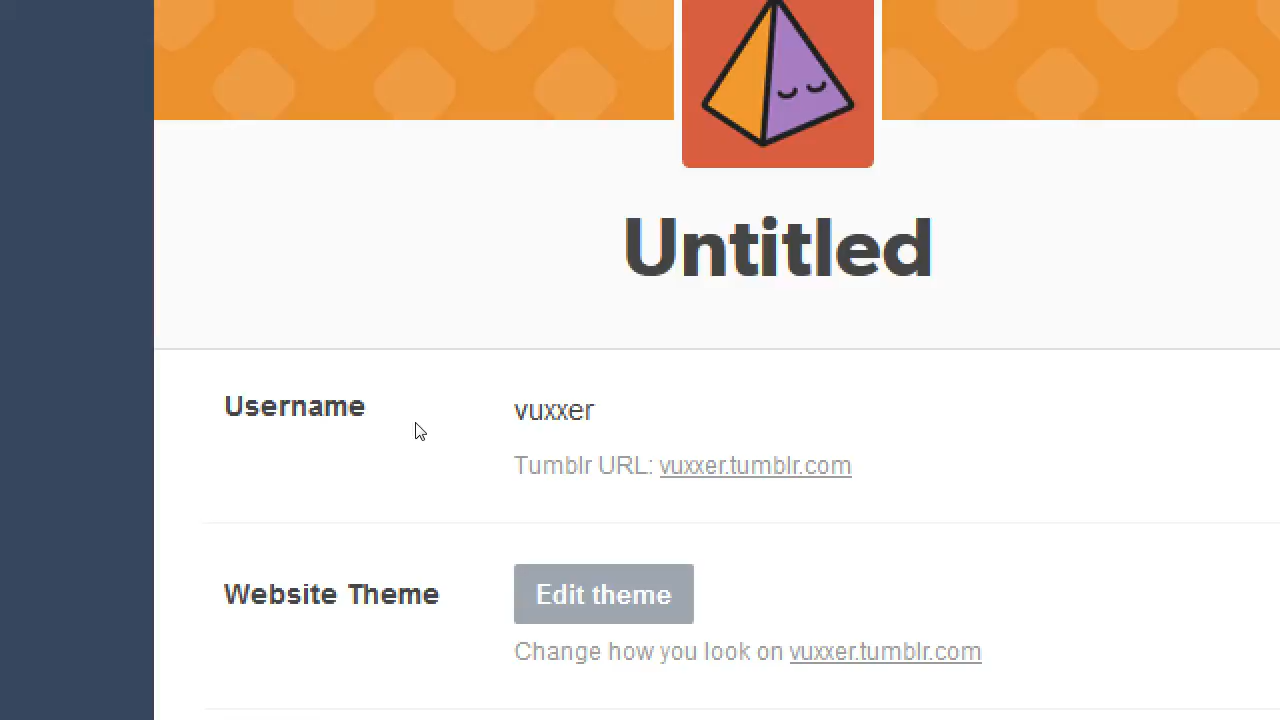 Untitled
Username
vuxxer
Tumblr URL: vuxxer.tumblr.com
Website Theme
Edit theme
Change how you look on vuxxer.tumblr.com